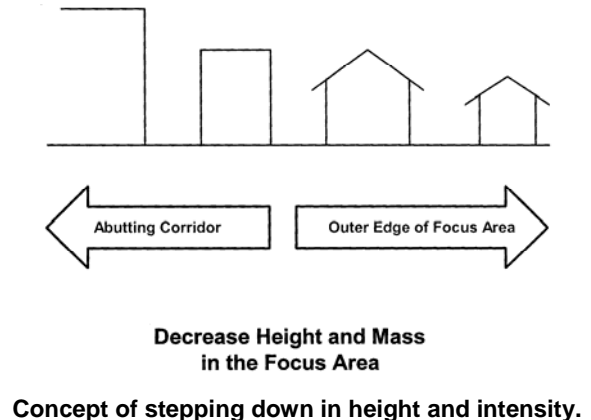 Abutting Corridor
Outer Edge of Focus Area
Decrease Height and Mass
in the Focus Area
Concept of stepping down in height and intensity.